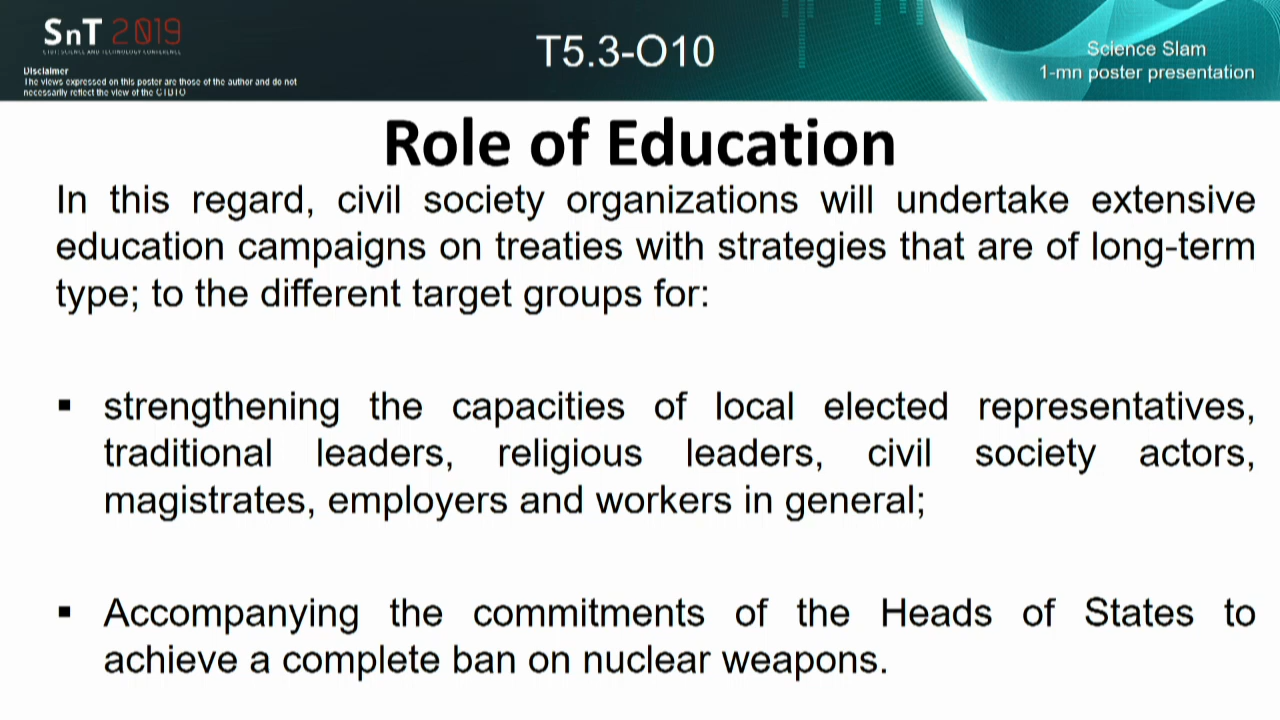 SnT 2019
CTBT: SCIENCE AND TECHNOLOGY CONFERENCE
Disclaimer
The views expressed on this poster are those of the author and do not
necessarily reflect the view of the CTBTO
T5.3-O10
Science Slam
1-mn poster presentation
Role of Education
In this regard, civil society organizations will undertake extensive
education campaigns on treaties with strategies that are of long-term
type; to the different target groups for:
▪ strengthening the capacities of local elected representatives,
traditional leaders, religious leaders, civil society actors,
magistrates, employers and workers in general;
▪ Accompanying the commitments of the Heads of States to
achieve a complete ban on nuclear weapons.